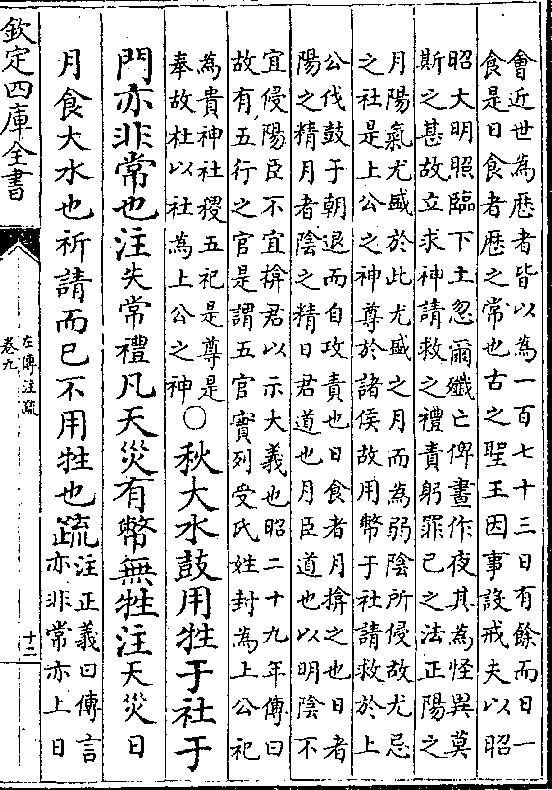 會近世為厯者皆以為一百七十三日有餘而日一
食是日食者厯之常也古之聖王因事設戒夫以昭
昭大明照臨下土忽爾殱亡俾晝作夜其為怪異莫
斯之甚故立求神請救之禮責躬罪己之法正陽之
月陽氣尤盛於此尤盛之月而為弱陰所侵故尤忌
之社是上公之神尊於諸侯故用幣于社請救於上
公伐鼓于朝退而自攻責也日食者月揜之也日者
陽之精月者陰之精日君道也月臣道也以明陰不
宜侵陽臣不宜揜君以示大義也昭二十九年傳曰
故有五行之官是謂五官實列受氏姓封為上公祀
為貴神社稷五祀是尊是
奉故杜以社為上公之神
○秋大水鼓用牲于社于
門亦非常也注失常禮凡天災有幣無牲注天災日
月食大水也祈請而已不用牲也疏
注正義曰傳言
亦非常亦上日
欽定四庫全書
左傳注疏
卷九
十二